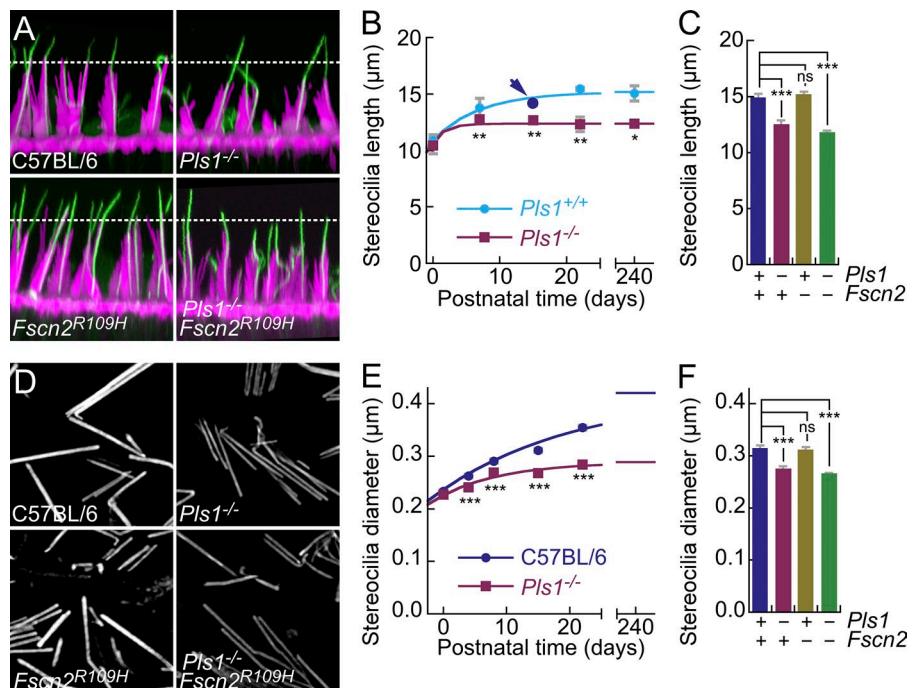 A
C57BL/6
Pls1-/-
Fscn2R109H
Pls1-/-
Fscn2R109H
B
Stereocilia length (µm)
20
15
10
5
0
**
**
**
*
Pls1+/+
Pls1-/-
0
10
20
240
Postnatal time (days)
C
Stereocilia length (µm)
20
15
10
5
0
***
ns
***
+ − + − Pls1
+ + − − Fscn2
D
C57BL/6
Pls1-/-
Fscn2R109H
Pls1-/-
Fscn2R109H
E
Stereocilia diameter (µm)
0.4
0.3
0.2
0.1
0.0
***
***
***
***
C57BL/6
Pls1-/-
0
10
20
240
Postnatal time (days)
F
Stereocilia diameter (µm)
0.4
0.3
0.2
0.1
0.0
***
ns
***
+ − + − Pls1
+ + − − Fscn2